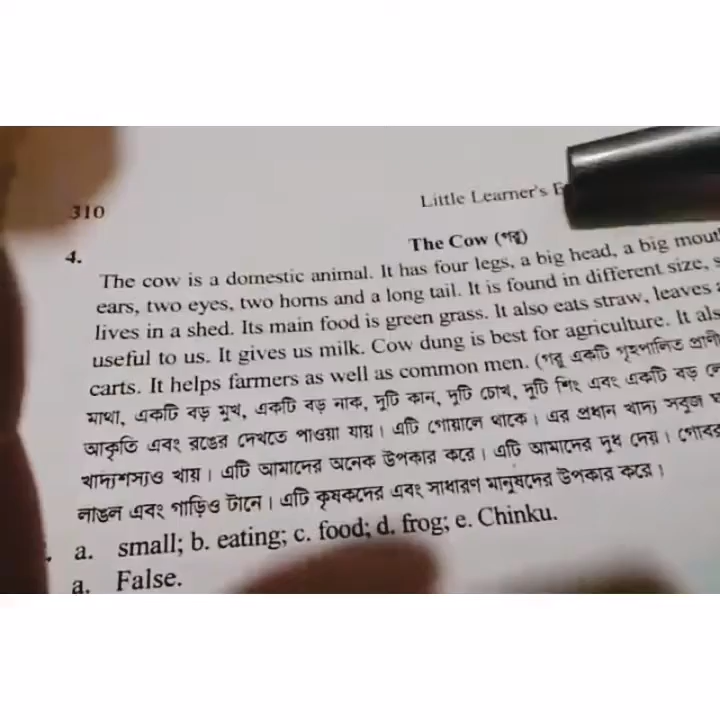 310
Little Learner's
4.
The Cow (গরু)
The cow is a domestic animal. It has four legs, a big head, a big
ears, two eyes, two horns and a long tail. It is found in different size,
lives in a shed. Its main food is green grass. It also eats straw, leaves
useful to us. It gives us milk. Cow dung is best for agriculture. It
carts. It helps farmers as well as common men. (গরু একটি গৃহপালিত প্রাণী
মাথা, একটি বড় মুখ, একটি বড় নাক, দুটি কান, দুটি চোখ, দুটি শিং এবং একটি বড়
আকৃতি এবং রঙের দেখতে পাওয়া যায়। এটি গোয়ালে থাকে। এর প্রধান খাদ্য সবুজ
খাদ্যশস্যও খায়। এটি আমাদের অনেক উপকার করে। এটি আমাদের দুধ দেয়। গোবর
লাঙল এবং গাড়িও টানে। এটি কৃষকদের এবং সাধারণ মানুষদের উপকার করে।
a. small; b. eating; c. food; d. frog; e. Chinku.
a. False.